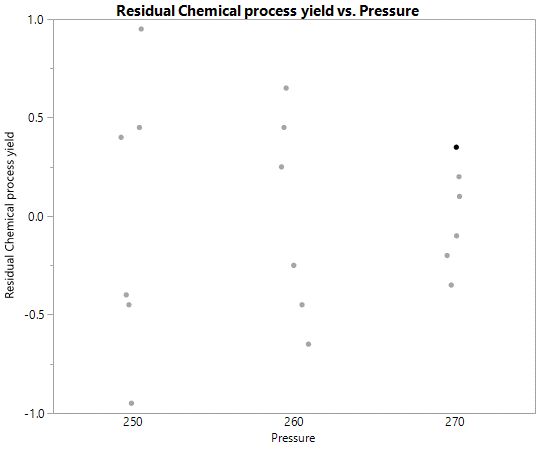 Residual Chemical process yield vs. Pressure
Residual Chemical process yield
1.0
0.5
0.0
-0.5
-1.0
250
260
270
Pressure